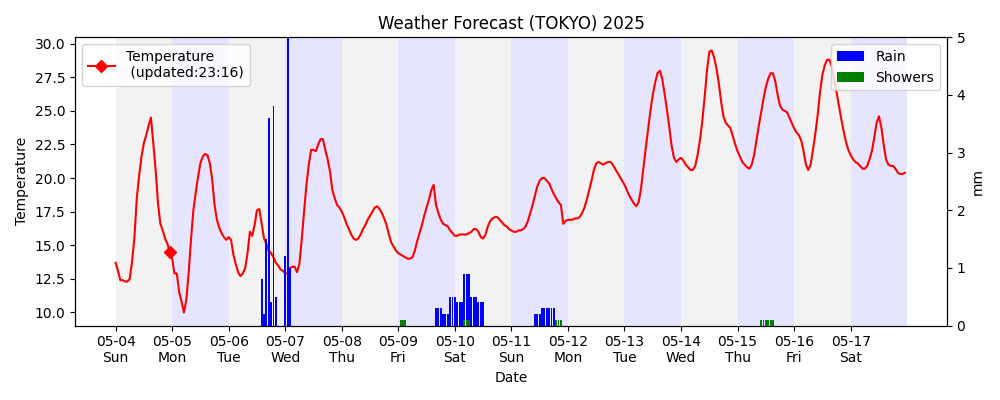 Weather Forecast (TOKYO) 2025
Temperature
(updated:23:16)
Rain
Showers
Temperature
30.0
27.5
25.0
22.5
20.0
17.5
15.0
12.5
10.0
5
4
3
2
1
0
mm
05-04 05-05 05-06 05-07 05-08 05-09 05-10 05-11 05-12 05-13 05-14 05-15 05-16 05-17
Sun Mon Tue Wed Thu Fri Sat Sun Mon Tue Wed Thu Fri Sat
Date